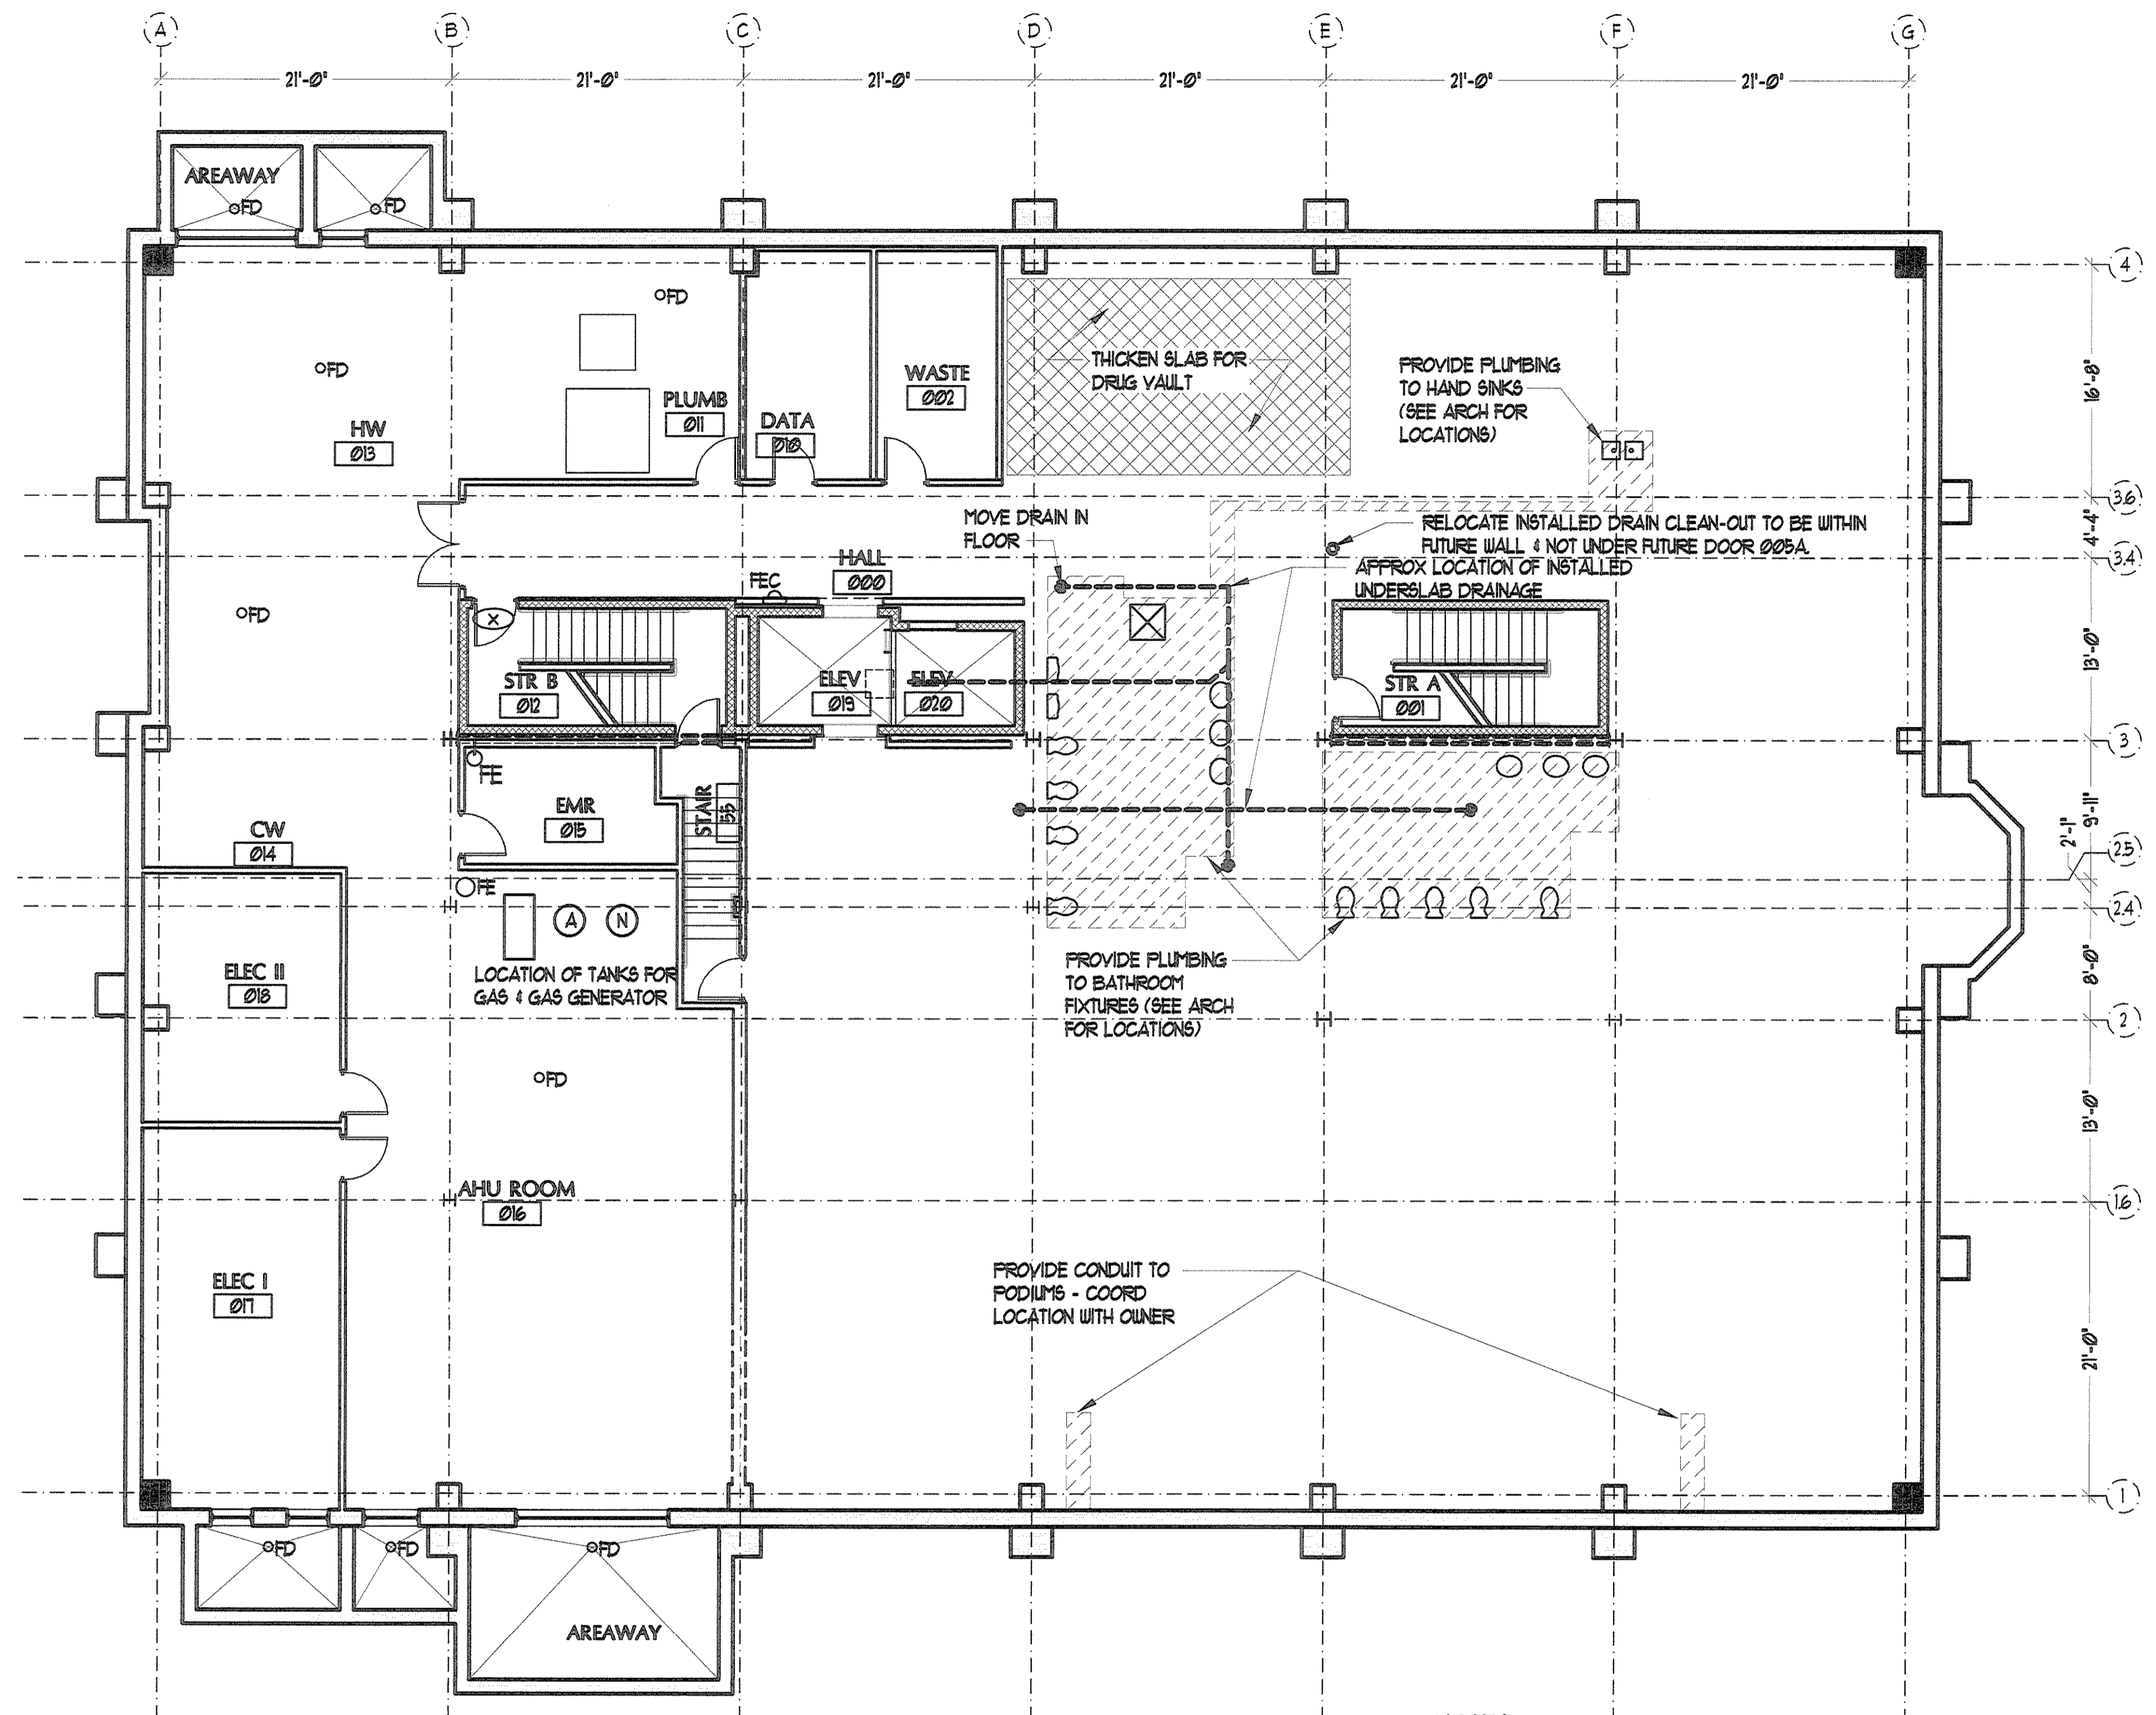 A B C D E F G
21'-0" 21'-0" 21'-0" 21'-0" 21'-0" 21'-0"
AREAWAY
FD FD
4
FD
16'-8"
THICKEN SLAB FOR
DRUG VAULT
PROVIDE PLUMBING
TO HAND SINKS
(SEE ARCH FOR
LOCATIONS)
FD
WASTE
002
PLUMB
011
DATA
010
HW
013
3.6
MOVE DRAIN IN
FLOOR
RELOCATE INSTALLED DRAIN CLEAN-OUT TO BE WITHIN
FUTURE WALL & NOT UNDER FUTURE DOOR 005A.
4'-4"
3.4
HALL
000
APPROX LOCATION OF INSTALLED
UNDERSLAB DRAINAGE
FEC
FD
X
13'-0"
STR B
012
ELEV
019
ELEV
020
STR A
001
3
FE
EMR
015
STAIR
55
9'-11"
2'-1"
CW
014
2.5
FE
A N
2.4
LOCATION OF TANKS FOR
GAS & GAS GENERATOR
ELEC II
018
PROVIDE PLUMBING
TO BATHROOM
FIXTURES (SEE ARCH
FOR LOCATIONS)
8'-0"
2
FD
13'-0"
AHU ROOM
016
1.6
ELEC I
017
PROVIDE CONDUIT TO
PODIUMS - COORD
LOCATION WITH OWNER
21'-0"
1
FD FD FD
AREAWAY